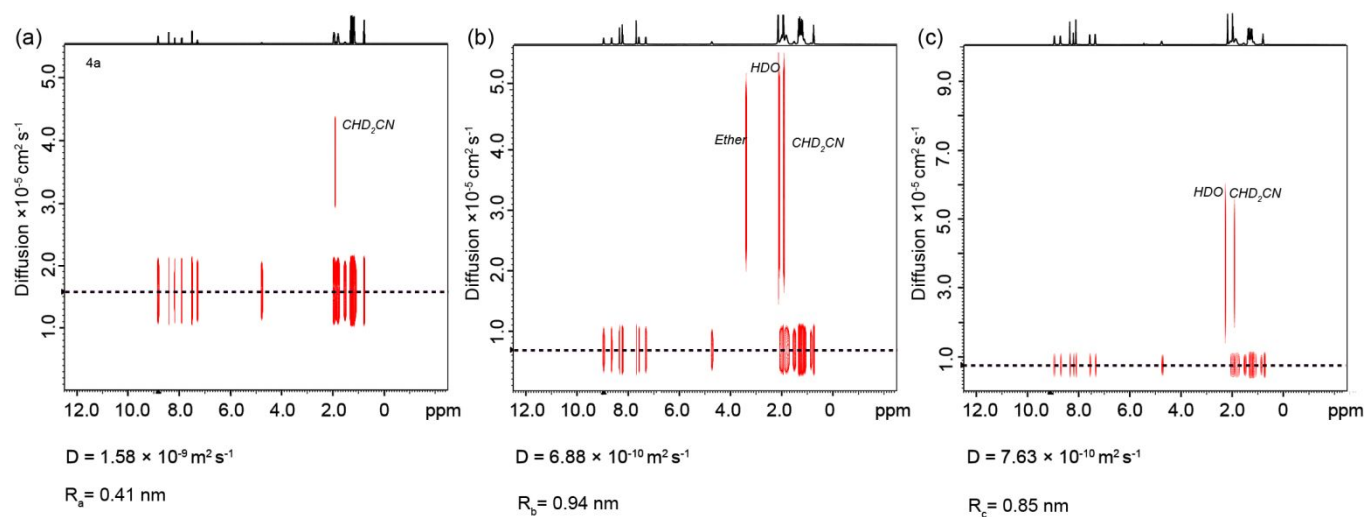 (a)
4a
CHD₂CN
Diffusion ×10⁻⁵ cm² s⁻¹
5.0
4.0
3.0
2.0
1.0
12.0 10.0 8.0 6.0 4.0 2.0 0 ppm
D = 1.58 × 10⁻⁹ m² s⁻¹
Rₐ= 0.41 nm
(b)
HDO
Ether
CHD₂CN
Diffusion ×10⁻⁵ cm² s⁻¹
5.0
4.0
3.0
2.0
1.0
12.0 10.0 8.0 6.0 4.0 2.0 0 ppm
D = 6.88 × 10⁻¹⁰ m² s⁻¹
R_b= 0.94 nm
(c)
HDO CHD₂CN
Diffusion ×10⁻⁵ cm² s⁻¹
9.0
7.0
5.0
3.0
1.0
12.0 10.0 8.0 6.0 4.0 2.0 0 ppm
D = 7.63 × 10⁻¹⁰ m² s⁻¹
R_c= 0.85 nm